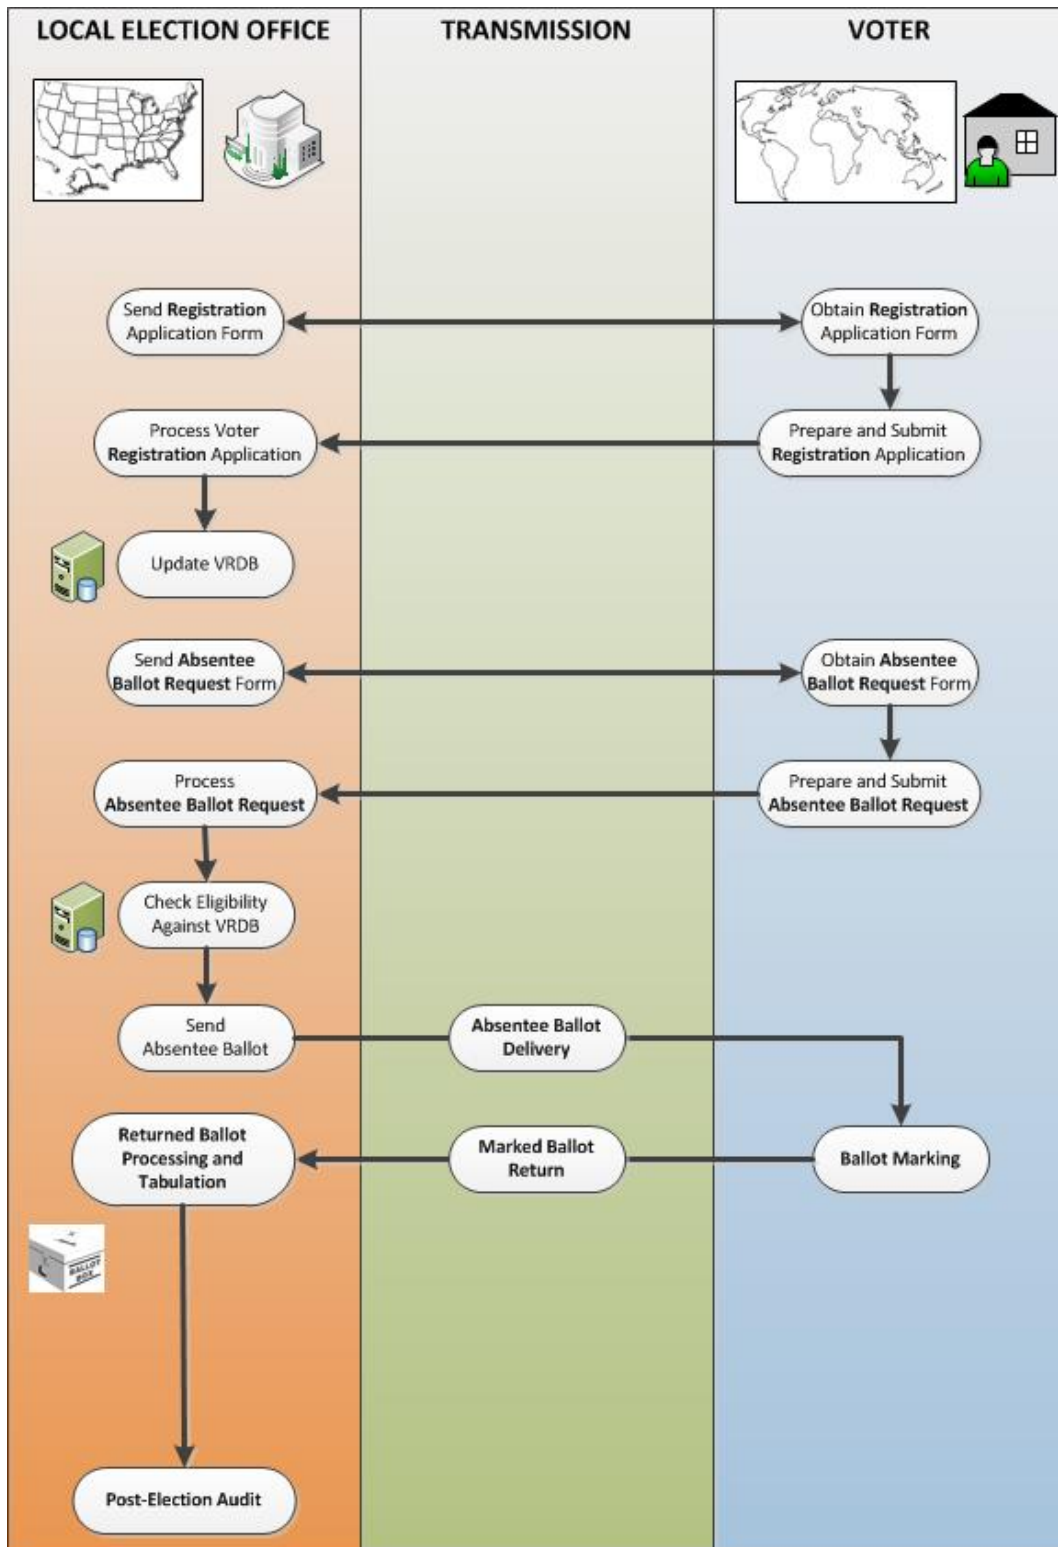 LOCAL ELECTION OFFICE
TRANSMISSION
VOTER
Send Registration
Application Form
Obtain Registration
Application Form
Process Voter
Registration Application
Prepare and Submit
Registration Application
Update VRDB
Send Absentee
Ballot Request Form
Obtain Absentee
Ballot Request Form
Process
Absentee Ballot Request
Prepare and Submit
Absentee Ballot Request
Check Eligibility
Against VRDB
Send
Absentee Ballot
Absentee Ballot
Delivery
Returned Ballot
Processing and
Tabulation
Marked Ballot
Return
Ballot Marking
BALLOT
BOX
Post-Election Audit